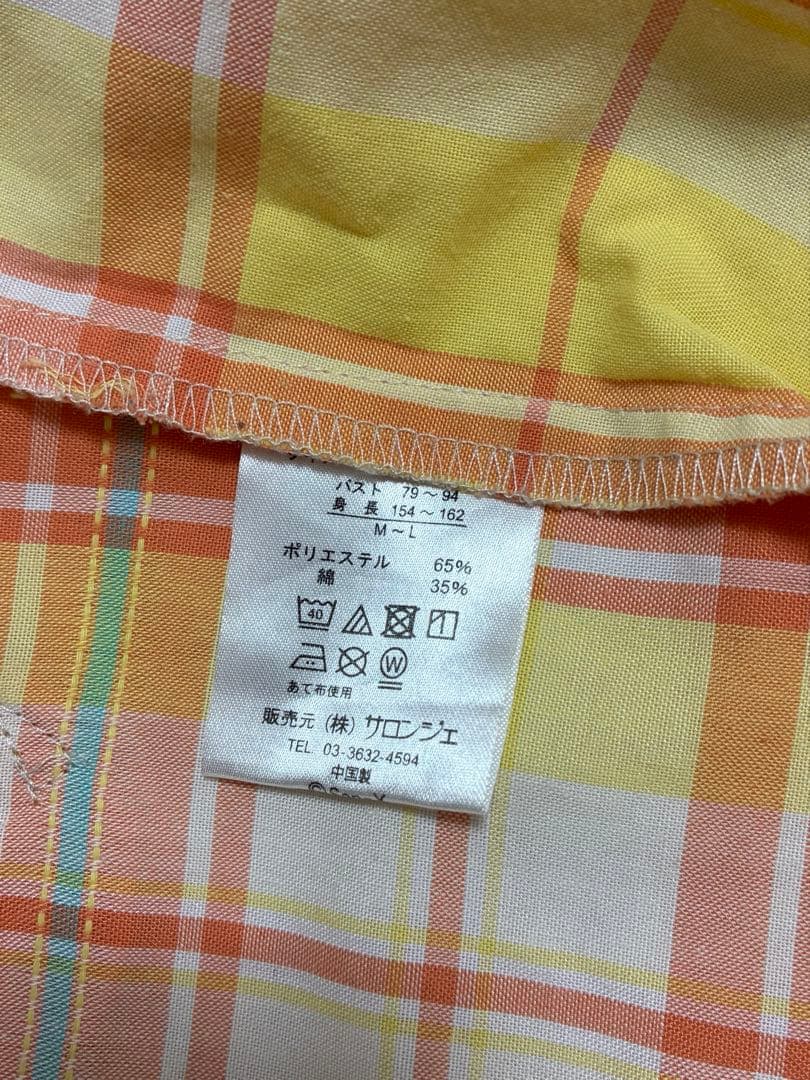 バスト 79～94
身 長 154～162
M～L
ポリエステル 65%
綿 35%
40
W
あて布使用
販売元 (株) サロンジェ
TEL 03-3632-4594
中国製